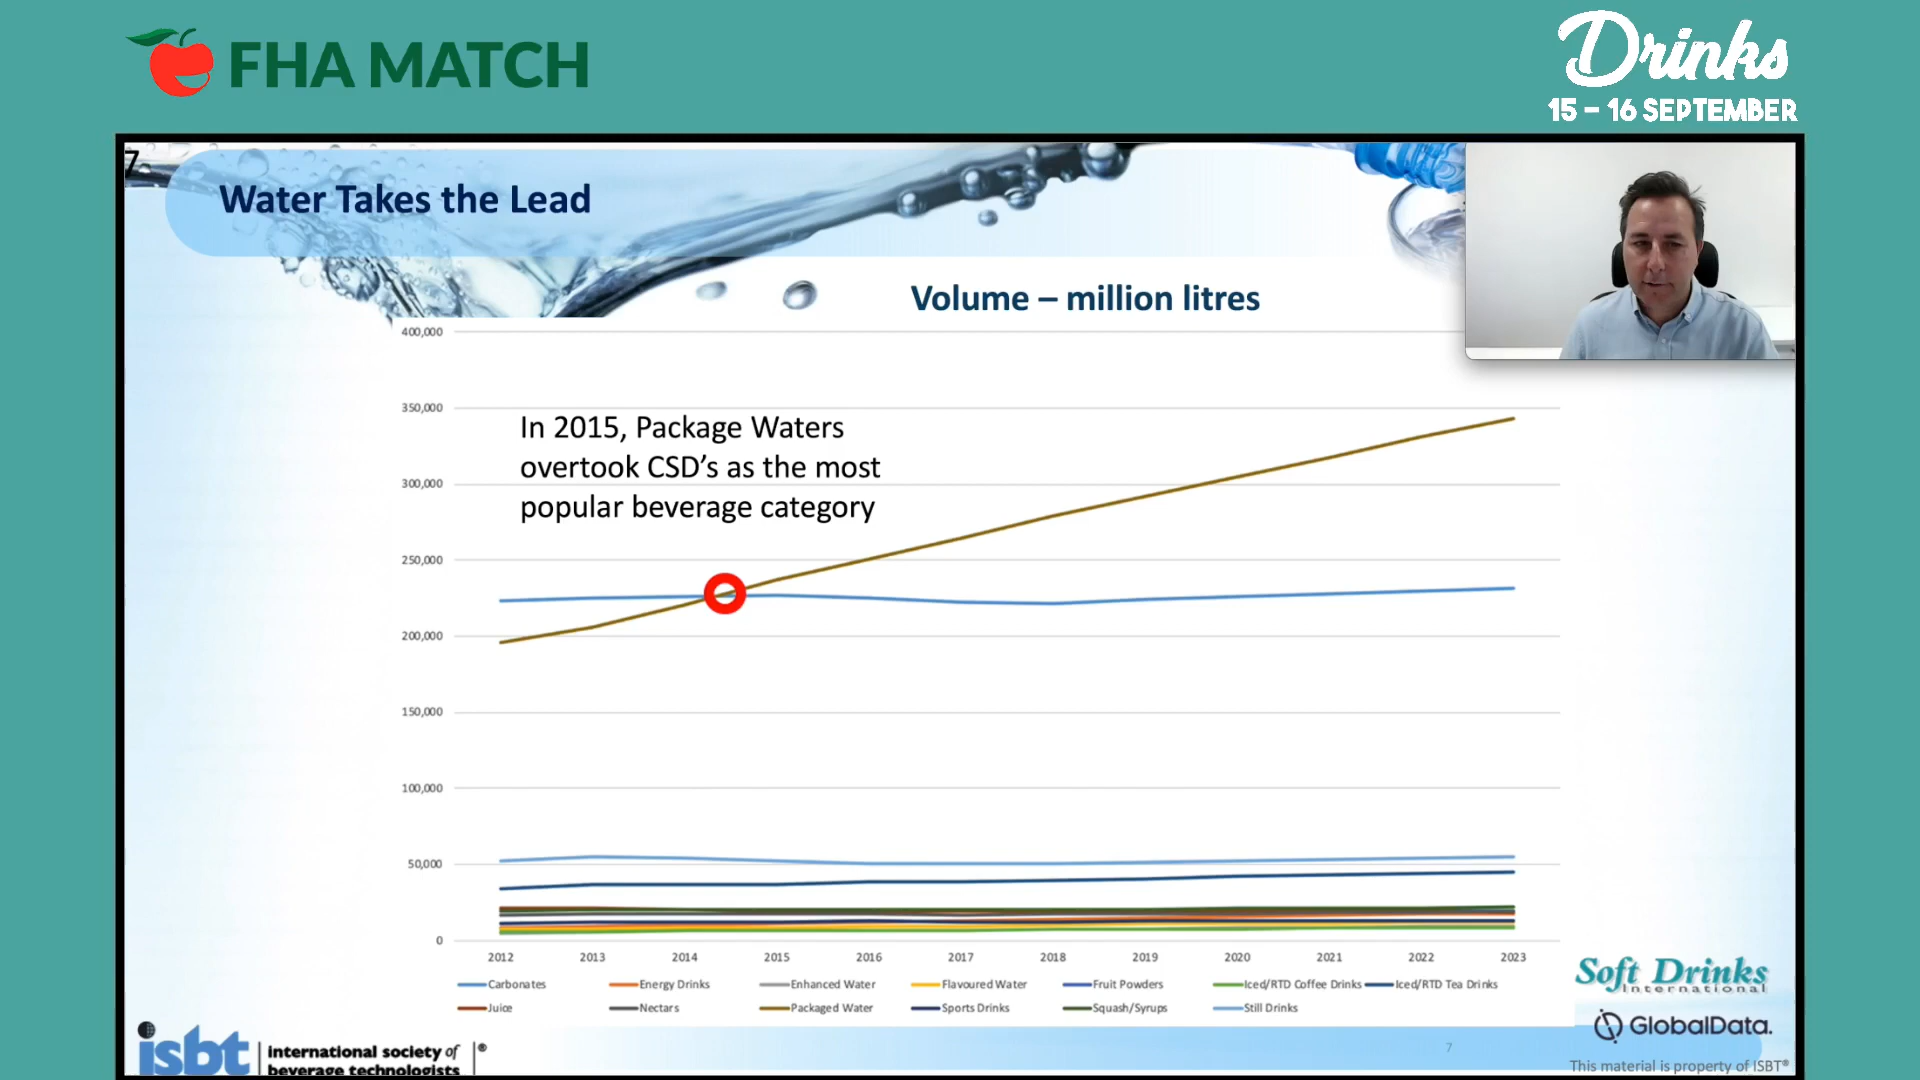 FHA MATCH
Drinks
15 – 16 SEPTEMBER
7
Water Takes the Lead
Volume – million litres
400,000
350,000
In 2015, Package Waters
overtook CSD's as the most
popular beverage category
300,000
250,000
200,000
150,000
100,000
50,000
0
2012 2013 2014 2015 2016 2017 2018 2019 2020 2021 2022 2023
Carbonates Energy Drinks Enhanced Water Flavoured Water Fruit Powders Iced/RTD Coffee Drinks Iced/RTD Tea Drinks
Juice Nectars Packaged Water Sports Drinks Squash/Syrups Still Drinks
Soft Drinks
International
GlobalData.
isbt international society of ®
beverage technologists
7
This material is property of ISBT®